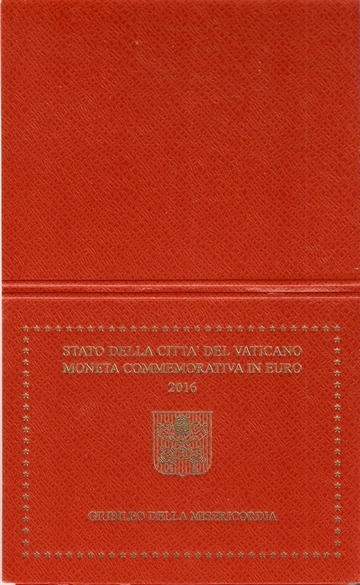 STATO DELLA CITTA' DEL VATICANO
MONETA COMMEMORATIVA IN EURO
2016
GIUBILEO DELLA MISERICORDIA